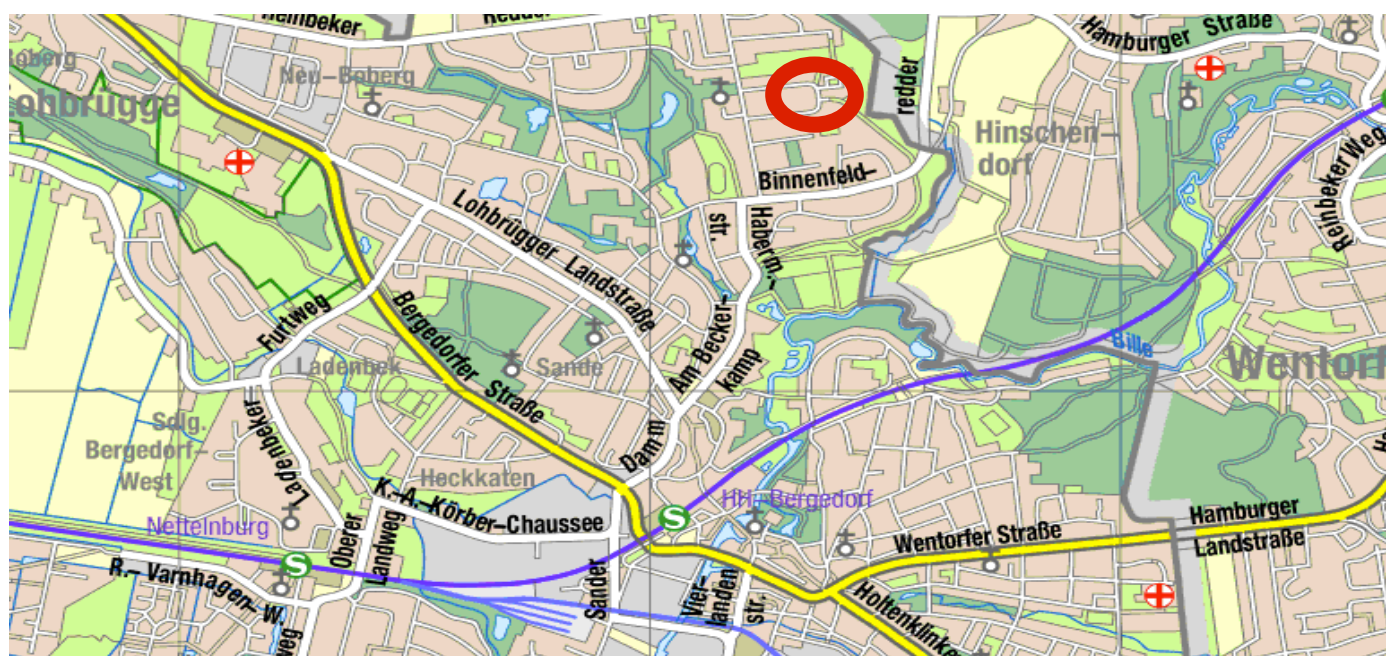 Reinbeker
Redder
Hamburger Straße
Neu-Boberg
ohbrügge
redder
Hinschen-
dorf
Binnenfeld-
Reinbeker Weg
Lohbrügger Landstraße
str.
Haberm.-
Furtweg
Bergedorfer Straße
Am Becker-
kamp
Bille
Ladenbek
Sande
Wentorf
Sdlg.
Bergedorf-
West
Ladenbeker
Damm
Heckkaten
K.-A.-Körber-Chaussee
Nettelnburg
HH.-Bergedorf
S
S
Oberer
Landweg
Wentorfer Straße
Hamburger
Landstraße
R.- Varnhagen- W.
Sander
Vier-
landen
str.
Holtenklinker
weg